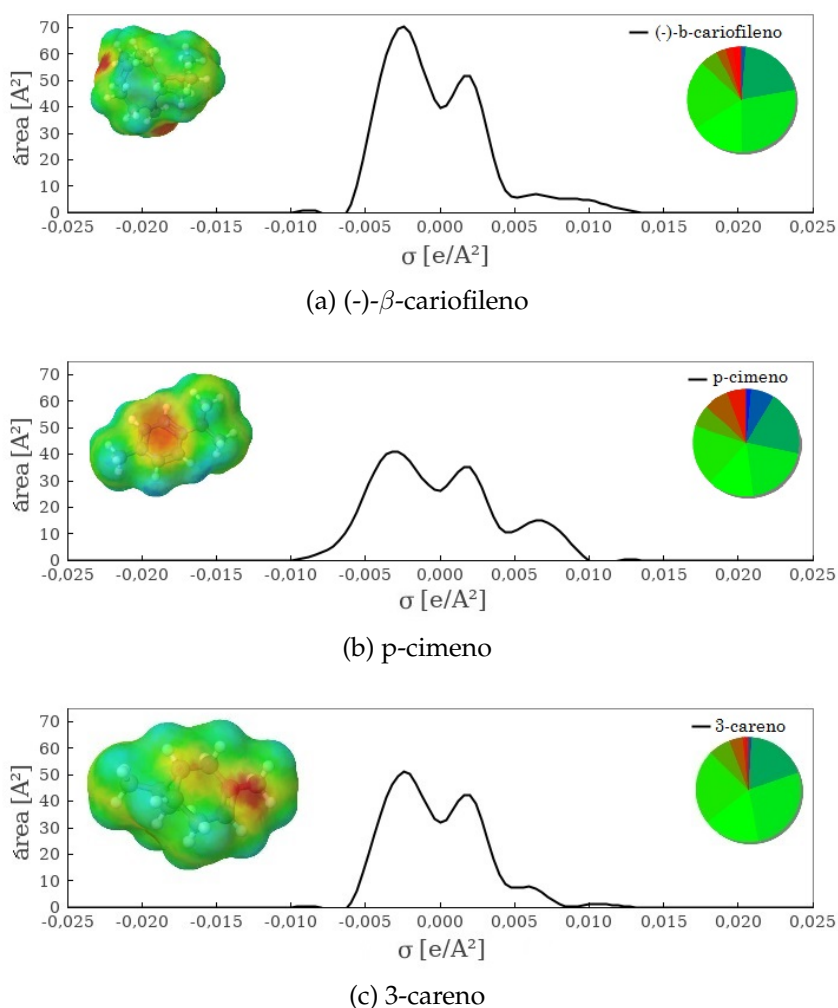 70
60
50
40
30
20
10
0
área [A²]
(-)-b-cariofileno
-0,025 -0,020 -0,015 -0,010 -0,005 0,000 0,005 0,010 0,015 0,020 0,025
σ [e/A²]
(a) (-)-β-cariofileno
70
60
50
40
30
20
10
0
área [A²]
p-cimeno
-0,025 -0,020 -0,015 -0,010 -0,005 0,000 0,005 0,010 0,015 0,020 0,025
σ [e/A²]
(b) p-cimeno
70
60
50
40
30
20
10
0
área [A²]
3-careno
-0,025 -0,020 -0,015 -0,010 -0,005 0,000 0,005 0,010 0,015 0,020 0,025
σ [e/A²]
(c) 3-careno